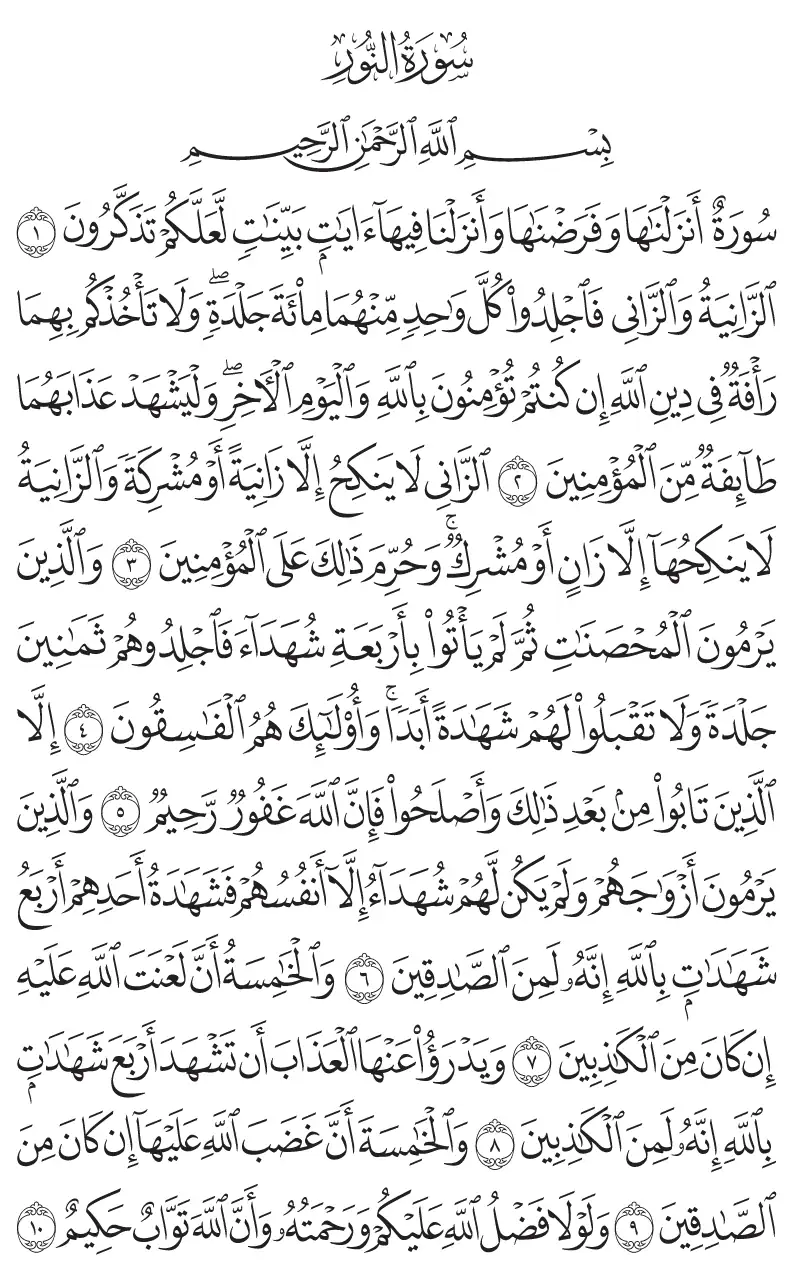 سُورَةُ النُّورِ
بِسْمِ ٱللَّهِ ٱلرَّحْمَٰنِ ٱلرَّحِيمِ
سُورَةٌ أَنزَلْنَٰهَا وَفَرَضْنَٰهَا وَأَنزَلْنَا فِيهَآ ءَايَٰتٍۭ بَيِّنَٰتٍ لَّعَلَّكُمْ تَذَكَّرُونَ ١
ٱلزَّانِيَةُ وَٱلزَّانِى فَٱجْلِدُوا۟ كُلَّ وَٰحِدٍ مِّنْهُمَا مِا۟ئَةَ جَلْدَةٍ ۖ وَلَا تَأْخُذْكُم بِهِمَا
رَأْفَةٌ فِى دِينِ ٱللَّهِ إِن كُنتُمْ تُؤْمِنُونَ بِٱللَّهِ وَٱلْيَوْمِ ٱلْءَاخِرِ ۖ وَلْيَشْهَدْ عَذَابَهُمَا
طَآئِفَةٌ مِّنَ ٱلْمُؤْمِنِينَ ٢ ٱلزَّانِى لَا يَنكِحُ إِلَّا زَانِيَةً أَوْ مُشْرِكَةً وَٱلزَّانِيَةُ
لَا يَنكِحُهَآ إِلَّا زَانٍ أَوْ مُشْرِكٌ ۚ وَحُرِّمَ ذَٰلِكَ عَلَى ٱلْمُؤْمِنِينَ ٣ وَٱلَّذِينَ
يَرْمُونَ ٱلْمُحْصَنَٰتِ ثُمَّ لَمْ يَأْتُوا۟ بِأَرْبَعَةِ شُهَدَآءَ فَٱجْلِدُوهُمْ ثَمَٰنِينَ
جَلْدَةً وَلَا تَقْبَلُوا۟ لَهُمْ شَهَٰدَةً أَبَدًا ۚ وَأُو۟لَٰٓئِكَ هُمُ ٱلْفَٰسِقُونَ ٤ إِلَّا
ٱلَّذِينَ تَابُوا۟ مِنۢ بَعْدِ ذَٰلِكَ وَأَصْلَحُوا۟ فَإِنَّ ٱللَّهَ غَفُورٌ رَّحِيمٌ ٥ وَٱلَّذِينَ
يَرْمُونَ أَزْوَٰجَهُمْ وَلَمْ يَكُن لَّهُمْ شُهَدَآءُ إِلَّآ أَنفُسُهُمْ فَشَهَٰدَةُ أَحَدِهِمْ أَرْبَعُ
شَهَٰدَٰتٍۭ بِٱللَّهِ إِنَّهُۥ لَمِنَ ٱلصَّٰدِقِينَ ٦ وَٱلْخَٰمِسَةُ أَنَّ لَعْنَتَ ٱللَّهِ عَلَيْهِ
إِن كَانَ مِنَ ٱلْكَٰذِبِينَ ٧ وَيَدْرَؤُا۟ عَنْهَا ٱلْعَذَابَ أَن تَشْهَدَ أَرْبَعَ شَهَٰدَٰتٍۭ
بِٱللَّهِ إِنَّهُۥ لَمِنَ ٱلْكَٰذِبِينَ ٨ وَٱلْخَٰمِسَةَ أَنَّ غَضَبَ ٱللَّهِ عَلَيْهَآ إِن كَانَ مِنَ
ٱلصَّٰدِقِينَ ٩ وَلَوْلَا فَضْلُ ٱللَّهِ عَلَيْكُمْ وَرَحْمَتُهُۥ وَأَنَّ ٱللَّهَ تَوَّابٌ حَكِيمٌ ١٠